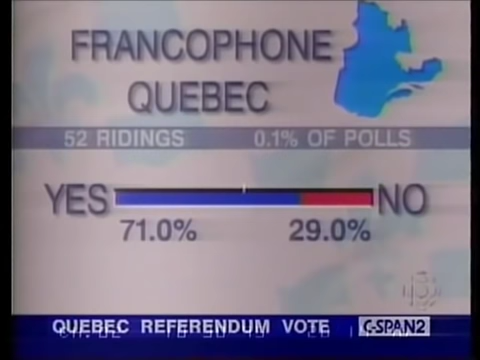 FRANCOPHONE
QUEBEC
52 RIDINGS 0.1% OF POLLS
YES NO
71.0% 29.0%
QUEBEC REFERENDUM VOTE C-SPAN2